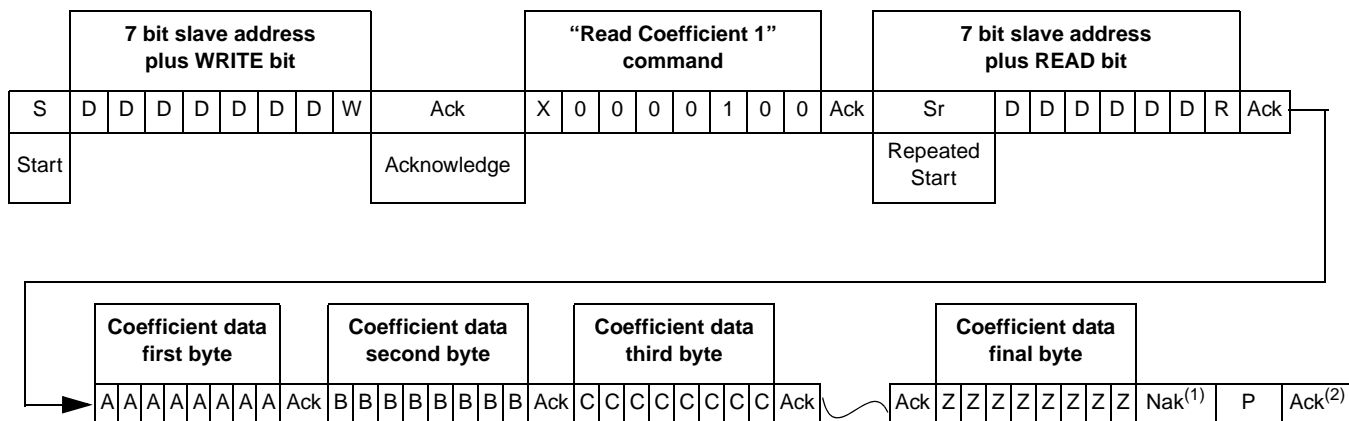 7 bit slave address
plus WRITE bit
“Read Coefficient 1”
command
7 bit slave address
plus READ bit
S D D D D D D D W Ack X 0 0 0 0 1 0 0 Ack Sr D D D D D D R Ack
Start
Acknowledge
Repeated
Start
Coefficient data
first byte
Coefficient data
second byte
Coefficient data
third byte
Coefficient data
final byte
A A A A A A A A Ack B B B B B B B B Ack C C C C C C C C Ack Ack Z Z Z Z Z Z Z Z Nak(1) P Ack(2)